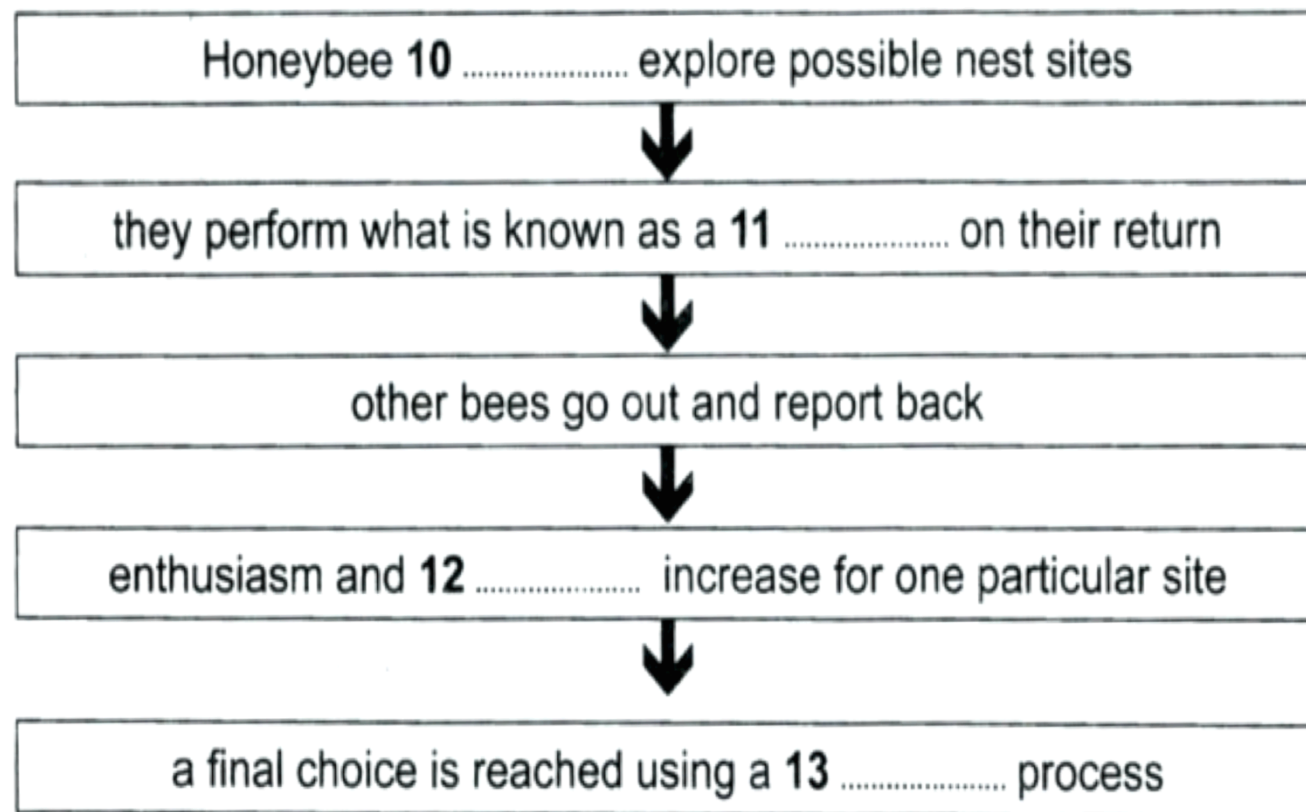 Honeybee 10 .................... explore possible nest sites
they perform what is known as a 11 .................... on their return
other bees go out and report back
enthusiasm and 12 .................... increase for one particular site
a final choice is reached using a 13 .................... process